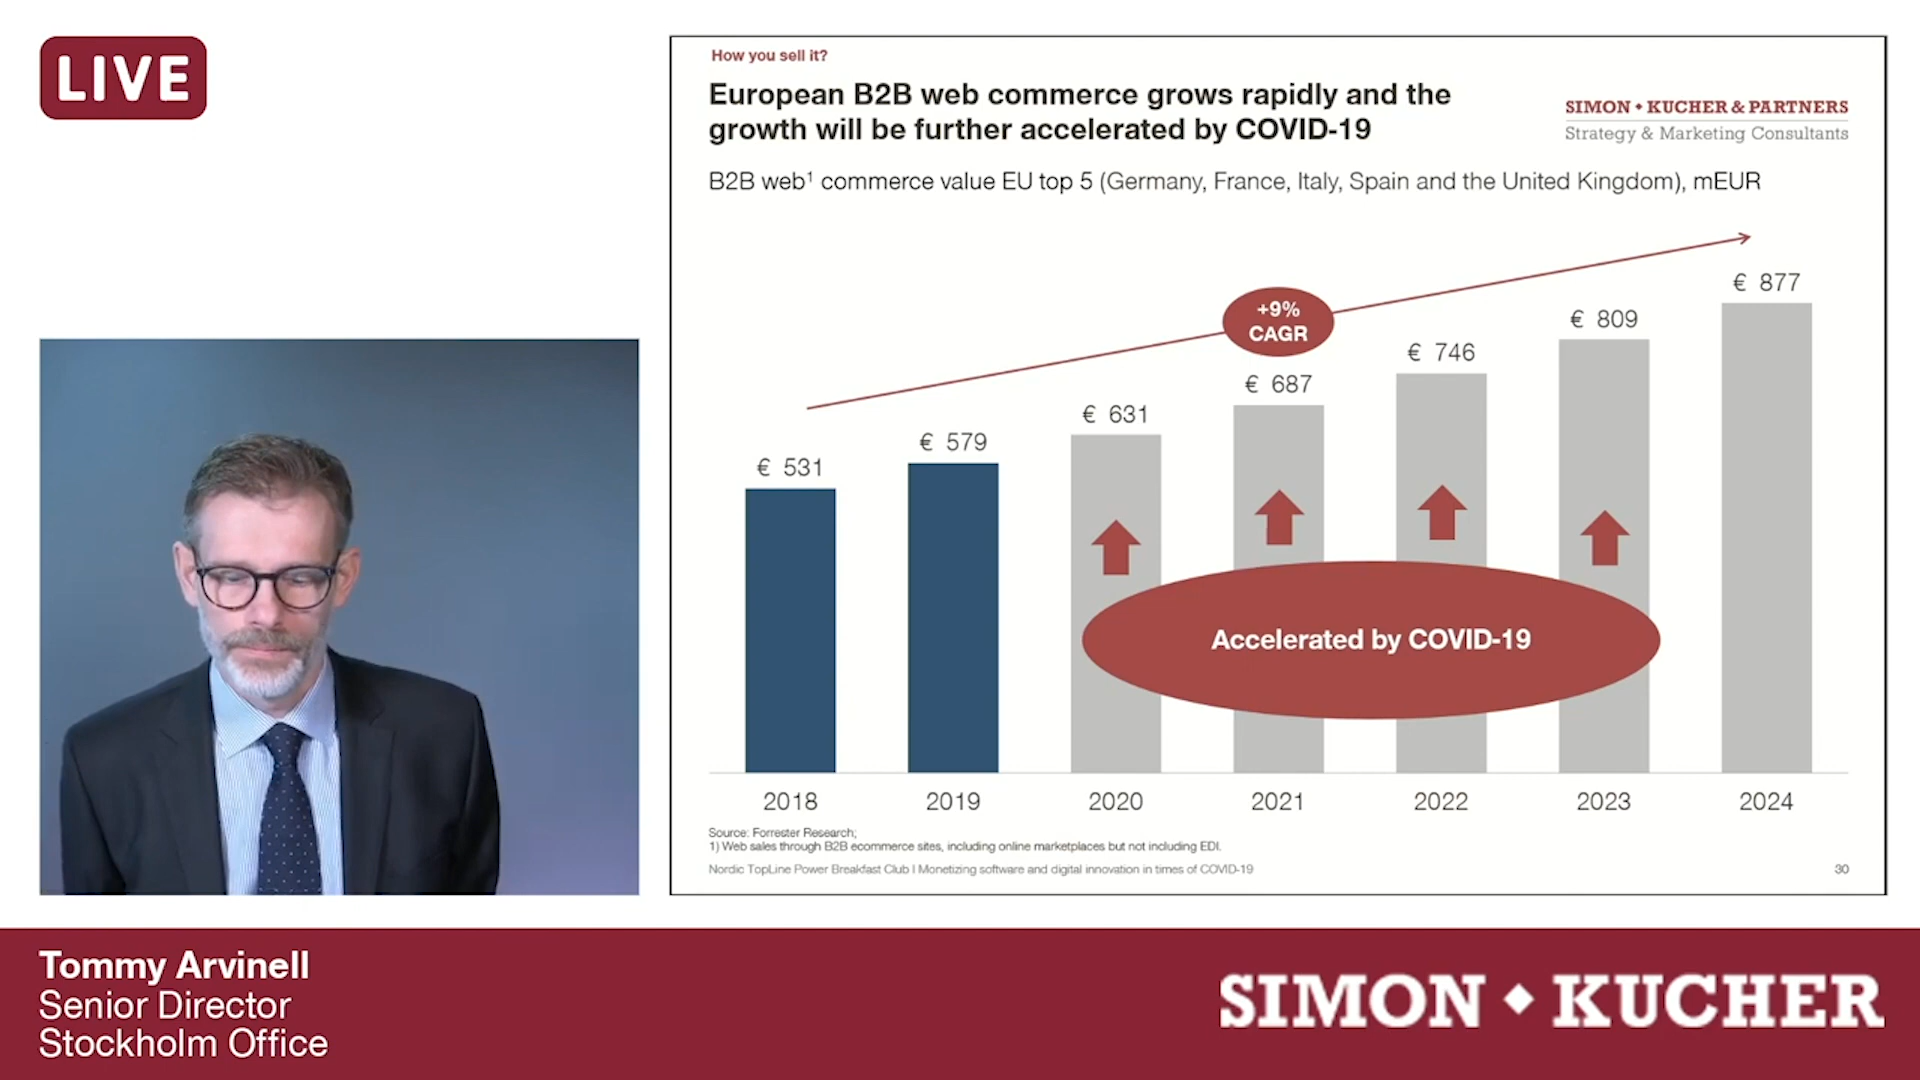 LIVE
How you sell it?
European B2B web commerce grows rapidly and the
growth will be further accelerated by COVID-19
SIMON • KUCHER & PARTNERS
Strategy & Marketing Consultants
B2B web¹ commerce value EU top 5 (Germany, France, Italy, Spain and the United Kingdom), mEUR
+9%
CAGR
€ 531
€ 579
€ 631
€ 687
€ 746
€ 809
€ 877
Accelerated by COVID-19
2018
2019
2020
2021
2022
2023
2024
Source: Forrester Research;
1) Web sales through B2B ecommerce sites, including online marketplaces but not including EDI.
Nordic TopLine Power Breakfast Club I Monetizing software and digital innovation in times of COVID-19
30
Tommy Arvinell
Senior Director
Stockholm Office
SIMON ◆ KUCHER